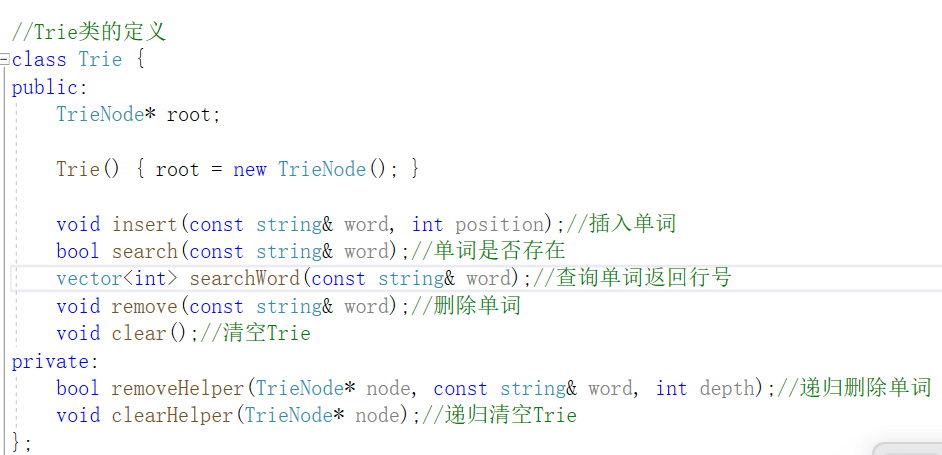 //Trie类的定义
class Trie {
public:
    TrieNode* root;
    Trie() { root = new TrieNode(); }
    void insert(const string& word, int position);//插入单词
    bool search(const string& word);//单词是否存在
    vector<int> searchWord(const string& word);//查询单词返回行号
    void remove(const string& word);//删除单词
    void clear();//清空Trie
private:
    bool removeHelper(TrieNode* node, const string& word, int depth);//递归删除单词
    void clearHelper(TrieNode* node);//递归清空Trie
};